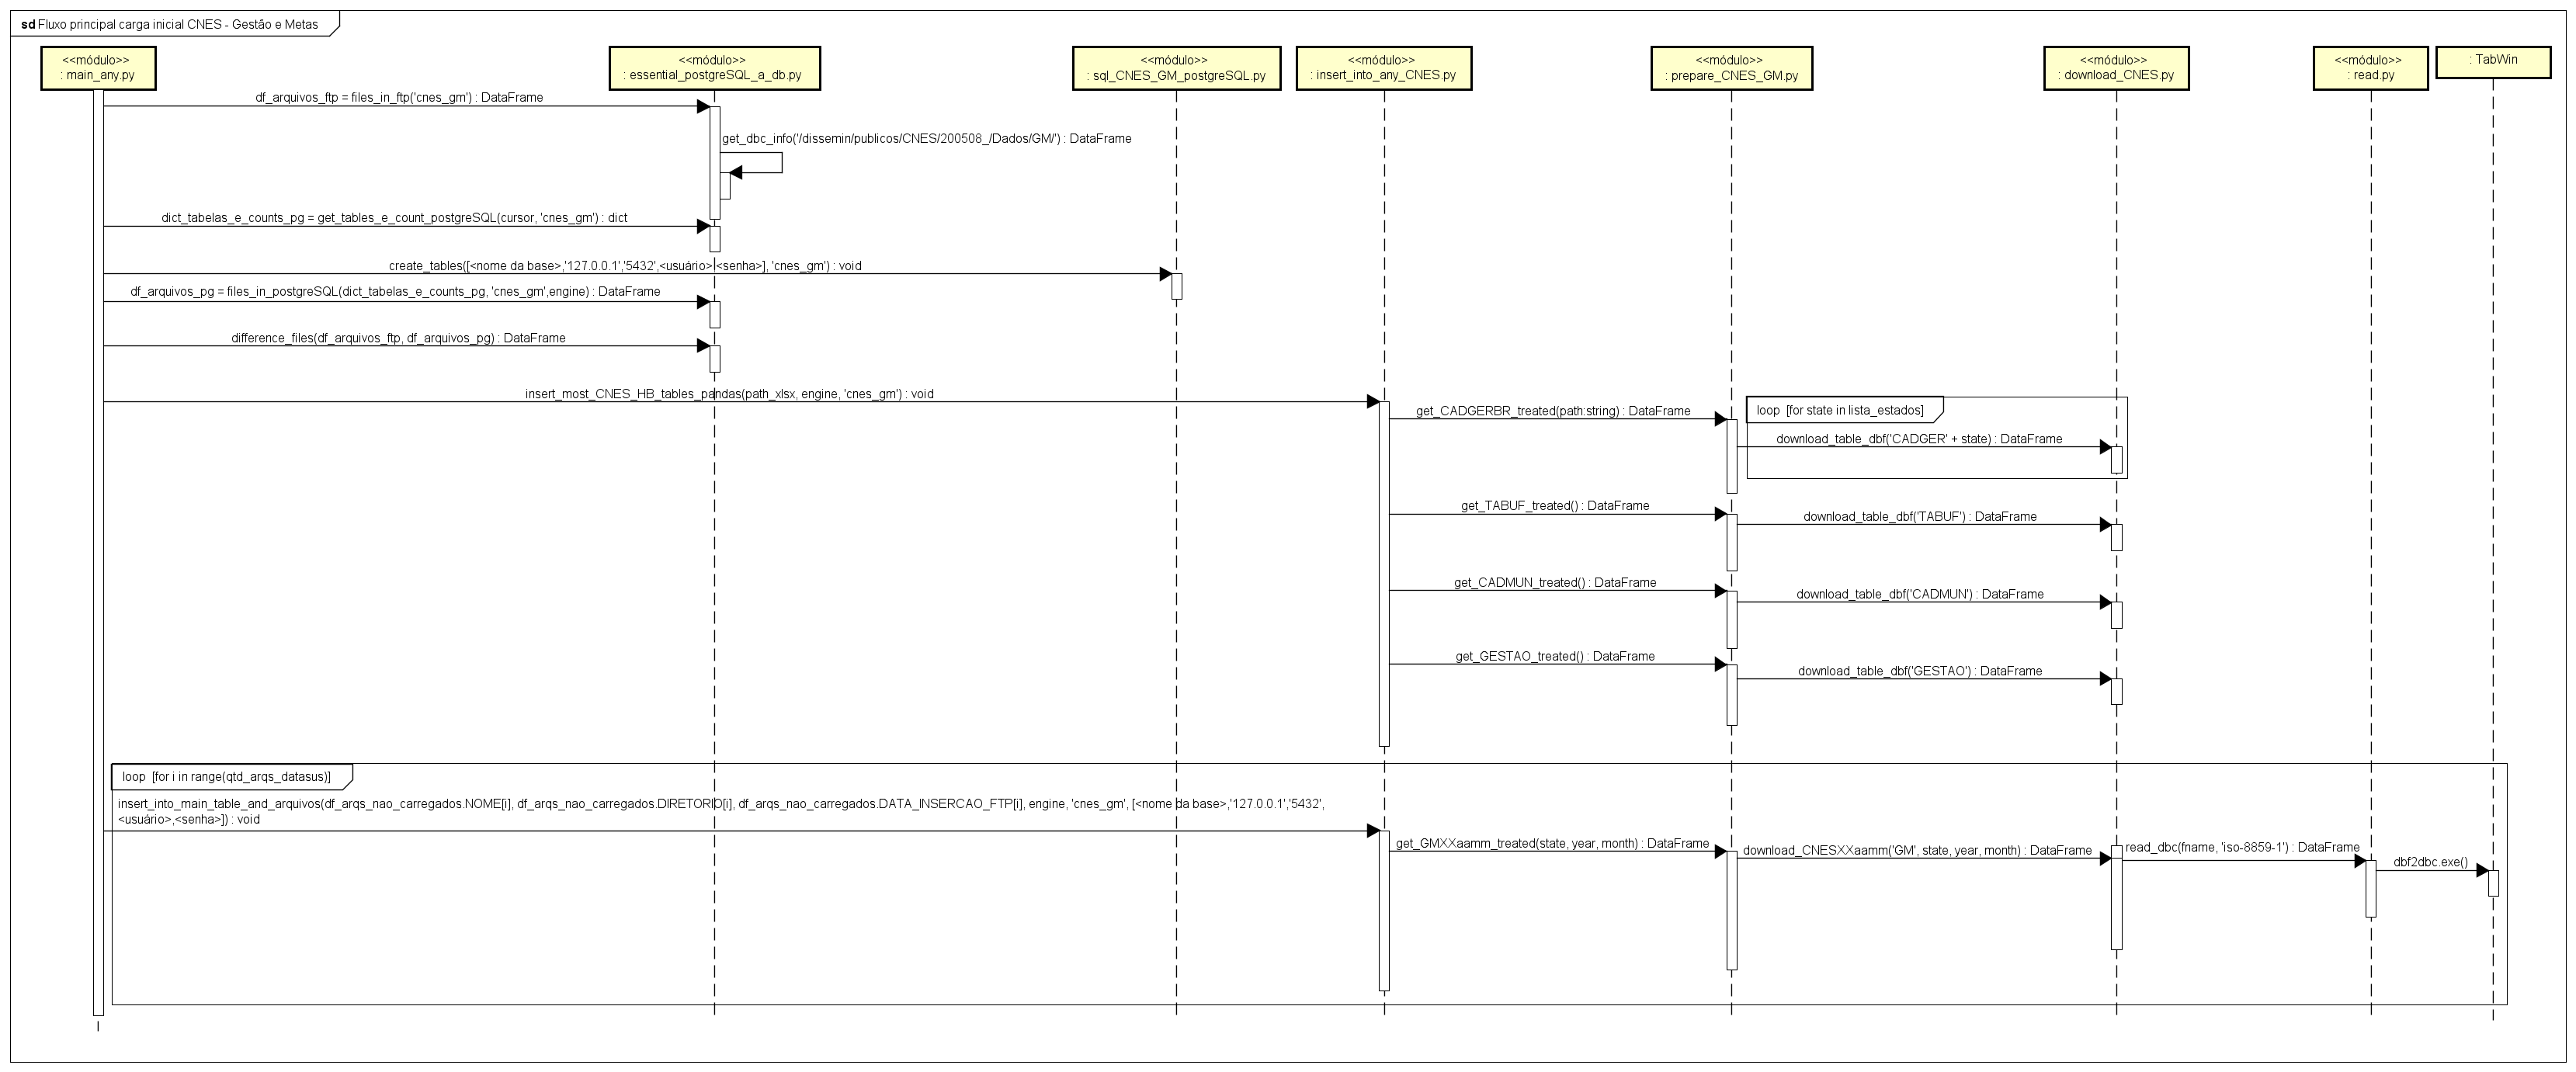 sd Fluxo principal carga inicial CNES - Gestão e Metas
<<módulo>>
: main_any.py
<<módulo>>
: essential_postgreSQL_a_db.py
<<módulo>>
: sql_CNES_GM_postgreSQL.py
<<módulo>>
: insert_into_any_CNES.py
<<módulo>>
: prepare_CNES_GM.py
<<módulo>>
: download_CNES.py
<<módulo>>
: read.py
: TabWin
df_arquivos_ftp = files_in_ftp('cnes_gm') : DataFrame
get_dbc_info('/dissemin/publicos/CNES/200508_/Dados/GM/') : DataFrame
dict_tabelas_e_counts_pg = get_tables_e_count_postgreSQL(cursor, 'cnes_gm') : dict
create_tables([<nome da base>,'127.0.0.1','5432',<usuário>,<senha>], 'cnes_gm') : void
df_arquivos_pg = files_in_postgreSQL(dict_tabelas_e_counts_pg, 'cnes_gm',engine) : DataFrame
difference_files(df_arquivos_ftp, df_arquivos_pg) : DataFrame
insert_most_CNES_HB_tables_pandas(path_xlsx, engine, 'cnes_gm') : void
get_CADGERBR_treated(path:string) : DataFrame
loop [for state in lista_estados]
download_table_dbf('CADGER' + state) : DataFrame
get_TABUF_treated() : DataFrame
download_table_dbf('TABUF') : DataFrame
get_CADMUN_treated() : DataFrame
download_table_dbf('CADMUN') : DataFrame
get_GESTAO_treated() : DataFrame
download_table_dbf('GESTAO') : DataFrame
loop [for i in range(qtd_arqs_datasus)]
insert_into_main_table_and_arquivos(df_arqs_nao_carregados.NOME[i], df_arqs_nao_carregados.DIRETORIO[i], df_arqs_nao_carregados.DATA_INSERCAO_FTP[i], engine, 'cnes_gm', [<nome da base>,'127.0.0.1','5432',
<usuário>,<senha>]) : void
get_GMXXaamm_treated(state, year, month) : DataFrame
download_CNESXXaamm('GM', state, year, month) : DataFrame
read_dbc(fname, 'iso-8859-1') : DataFrame
dbf2dbc.exe()